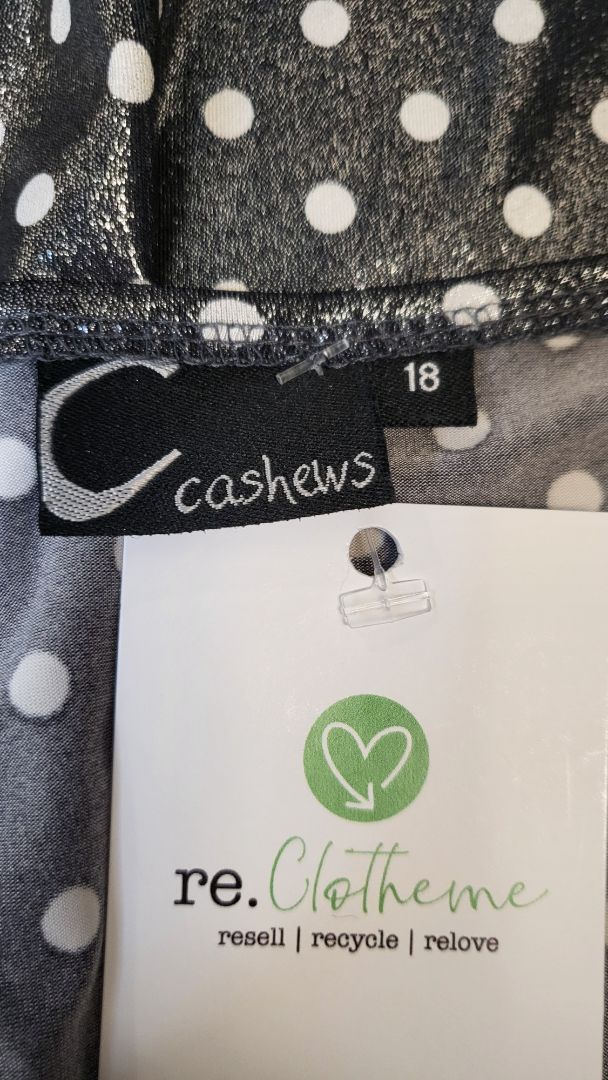 18
C
cashews
re.Clotheme
resell | recycle | relove